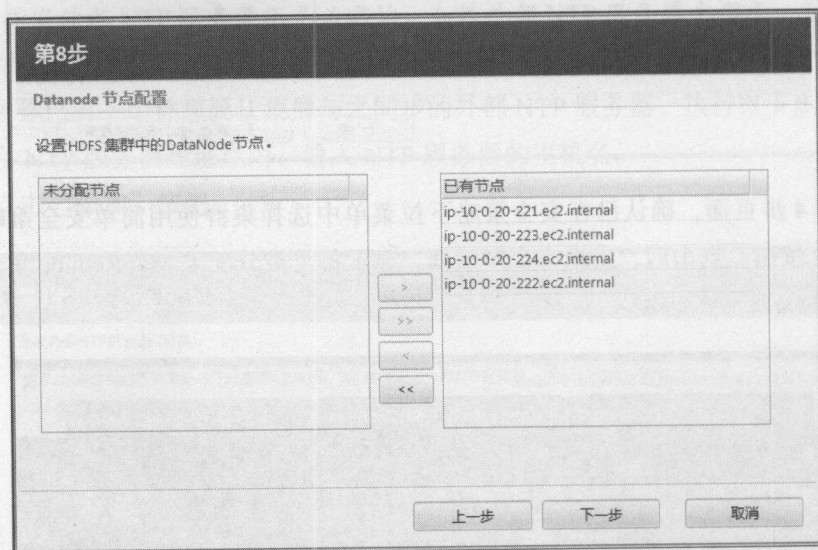 第8步
Datanode 节点配置
设置HDFS集群中的DataNode节点。
未分配节点
已有节点
ip-10-0-20-221.ec2.internal
ip-10-0-20-223.ec2.internal
ip-10-0-20-224.ec2.internal
ip-10-0-20-222.ec2.internal
>
>>
<
<<
上一步
下一步
取消